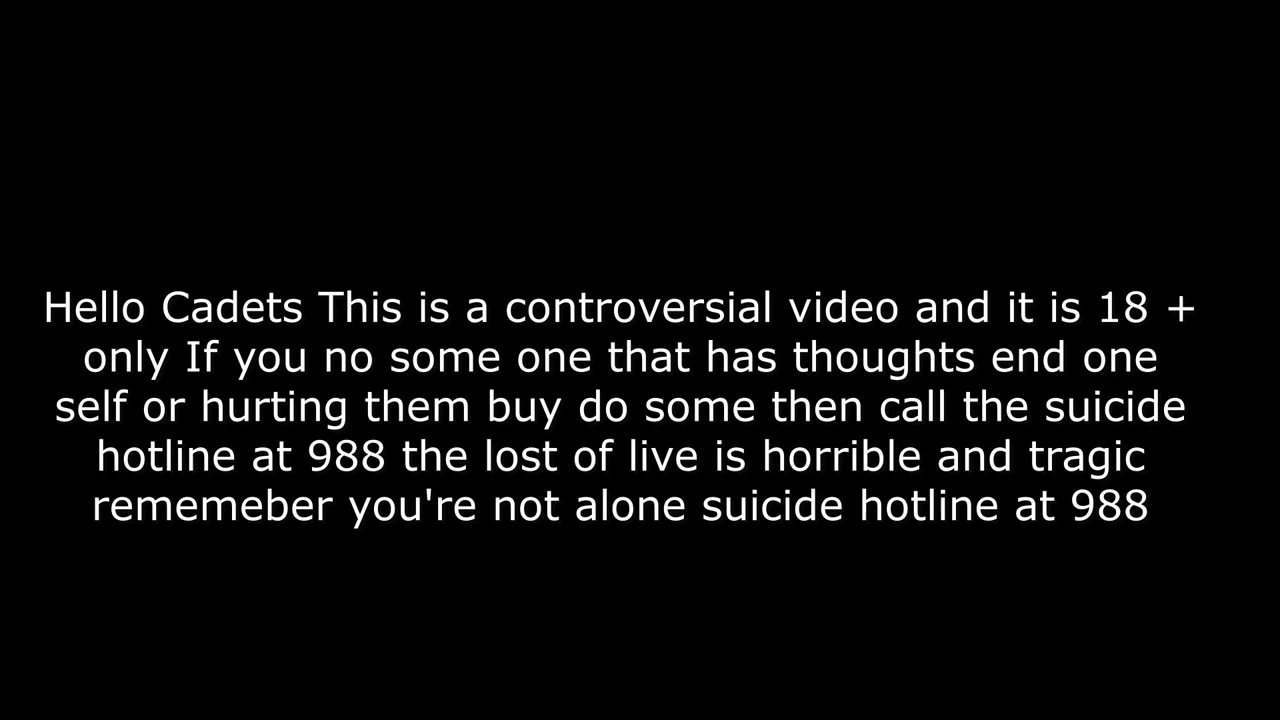 Hello Cadets This is a controversial video and it is 18 +
only If you no some one that has thoughts end one
self or hurting them buy do some then call the suicide
hotline at 988 the lost of live is horrible and tragic
rememeber you're not alone suicide hotline at 988